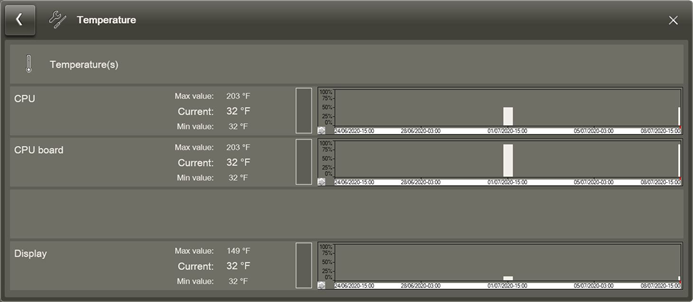 Temperature
Temperature(s)
CPU
Max value: 203 °F
Current: 32 °F
Min value: 32 °F
100%
75%
50%
25%
0%
24/06/2020-15:00 28/06/2020-03:00 01/07/2020-15:00 05/07/2020-03:00 08/07/2020-15:00
CPU board
Max value: 203 °F
Current: 32 °F
Min value: 32 °F
100%
75%
50%
25%
0%
24/06/2020-15:00 28/06/2020-03:00 01/07/2020-15:00 05/07/2020-03:00 08/07/2020-15:00
Display
Max value: 149 °F
Current: 32 °F
Min value: 32 °F
100%
75%
50%
25%
0%
24/06/2020-15:00 28/06/2020-03:00 01/07/2020-15:00 05/07/2020-03:00 08/07/2020-15:00